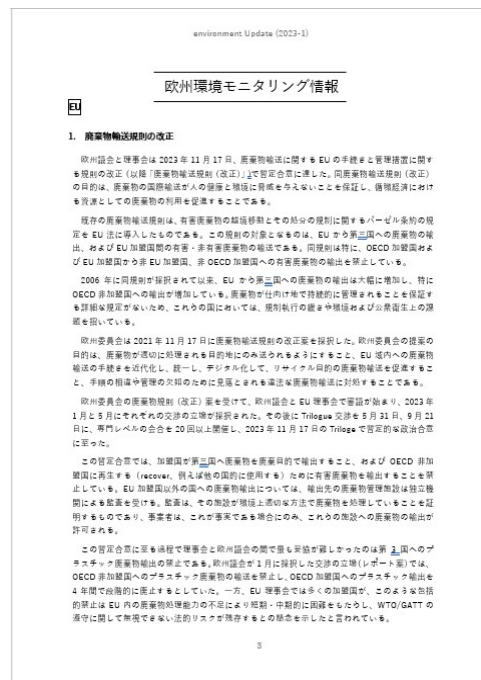 environment Update (2023-1)
欧州環境モニタリング情報
EU
1. 廃棄物輸送規則の改正
欧州議会と理事会は 2023 年 11 月 17 日、廃棄物輸送に関する EU の手続きと管理措置に関す
る規則の改正（以降「廃棄物輸送規則（改正）」）で暫定合意に達した。同廃棄物輸送規則（改正）
の目的は、廃棄物の国際輸送が人の健康と環境に脅威を与えないことを保証し、循環経済におけ
る資源としての廃棄物の利用を促進することである。
既存の廃棄物輸送規則は、有害廃棄物の越境移動とその処分の規制に関するバーゼル条約の規
定を EU 法に導入したものである。この規則の対象となるものは、EU から第三国への廃棄物の輸
出、および EU 加盟国間の有害・非有害廃棄物の輸送である。同規則は特に、OECD 加盟国およ
び EU 加盟国から非 EU 加盟国、非 OECD 加盟国への有害廃棄物の輸出を禁止している。
2006 年に同規則が採択されて以来、EU から第三国への廃棄物の輸出は大幅に増加し、特に
OECD 非加盟国への輸出が増加している。廃棄物が仕向け地で持続的に管理されることを保証す
る詳細な規定がないため、これらの国においては、規制執行の緩さや環境および公衆衛生上の課
題を招いている。
欧州委員会は 2021 年 11 月 17 日に廃棄物輸送規則の改正案を採択した。欧州委員会の提案の
目的は、廃棄物が適切に処理される目的地にのみ送られるようにすること、EU 域内への廃棄物
輸送の手続きを近代化し、統一し、デジタル化して、リサイクル目的の廃棄物輸送を促進するこ
と、手順の相違や管理の欠如のために見落とされる違法な廃棄物輸送に対処することである。
欧州委員会の廃棄物規則（改正）案を受けて、欧州議会と EU 理事会で審議が始まり、2023 年
1 月と 5 月にそれぞれの交渉の立場が採択された。その後に Trilogue 交渉を 5 月 31 日、9 月 21
日に、専門レベルの会合を 20 回以上開催し、2023 年 11 月 17 日の Triloge で暫定的な政治合意
に至った。
この暫定合意では、加盟国が第三国へ廃棄物を廃棄目的で輸出すること、および OECD 非加
盟国に再生する（recover、例えば他の国的に使用する）ために有害廃棄物を輸出することを禁
止している。EU 加盟国以外の国への廃棄物輸出については、輸出先の廃棄物管理施設は独立機
関による監査を受ける。監査は、その施設が環境上適切な方法で廃棄物を処理していることを証
明するものであり、事業者は、これが事実である場合にのみ、これらの施設への廃棄物の輸出が
許可される。
この暫定合意に至る過程で理事会と欧州議会の間で最も妥協が難しかったのは第 3 国へのプ
ラスチック廃棄物輸出の禁止である。欧州議会が 1 月に採択した交渉の立場(レポート案)では、
OECD 非加盟国へのプラスチック廃棄物の輸送を禁止し、OECD 加盟国へのプラスチック輸出を
4 年間で段階的に廃止するとしていた。一方、EU 理事会では多くの加盟国が、このような包括
的禁止は EU 内の廃棄物処理能力の不足により短期・中期的に困難をもたらし、WTO/GATT の
遵守に関して無視できない法的リスクが残存するとの懸念を示したと言われている。
3